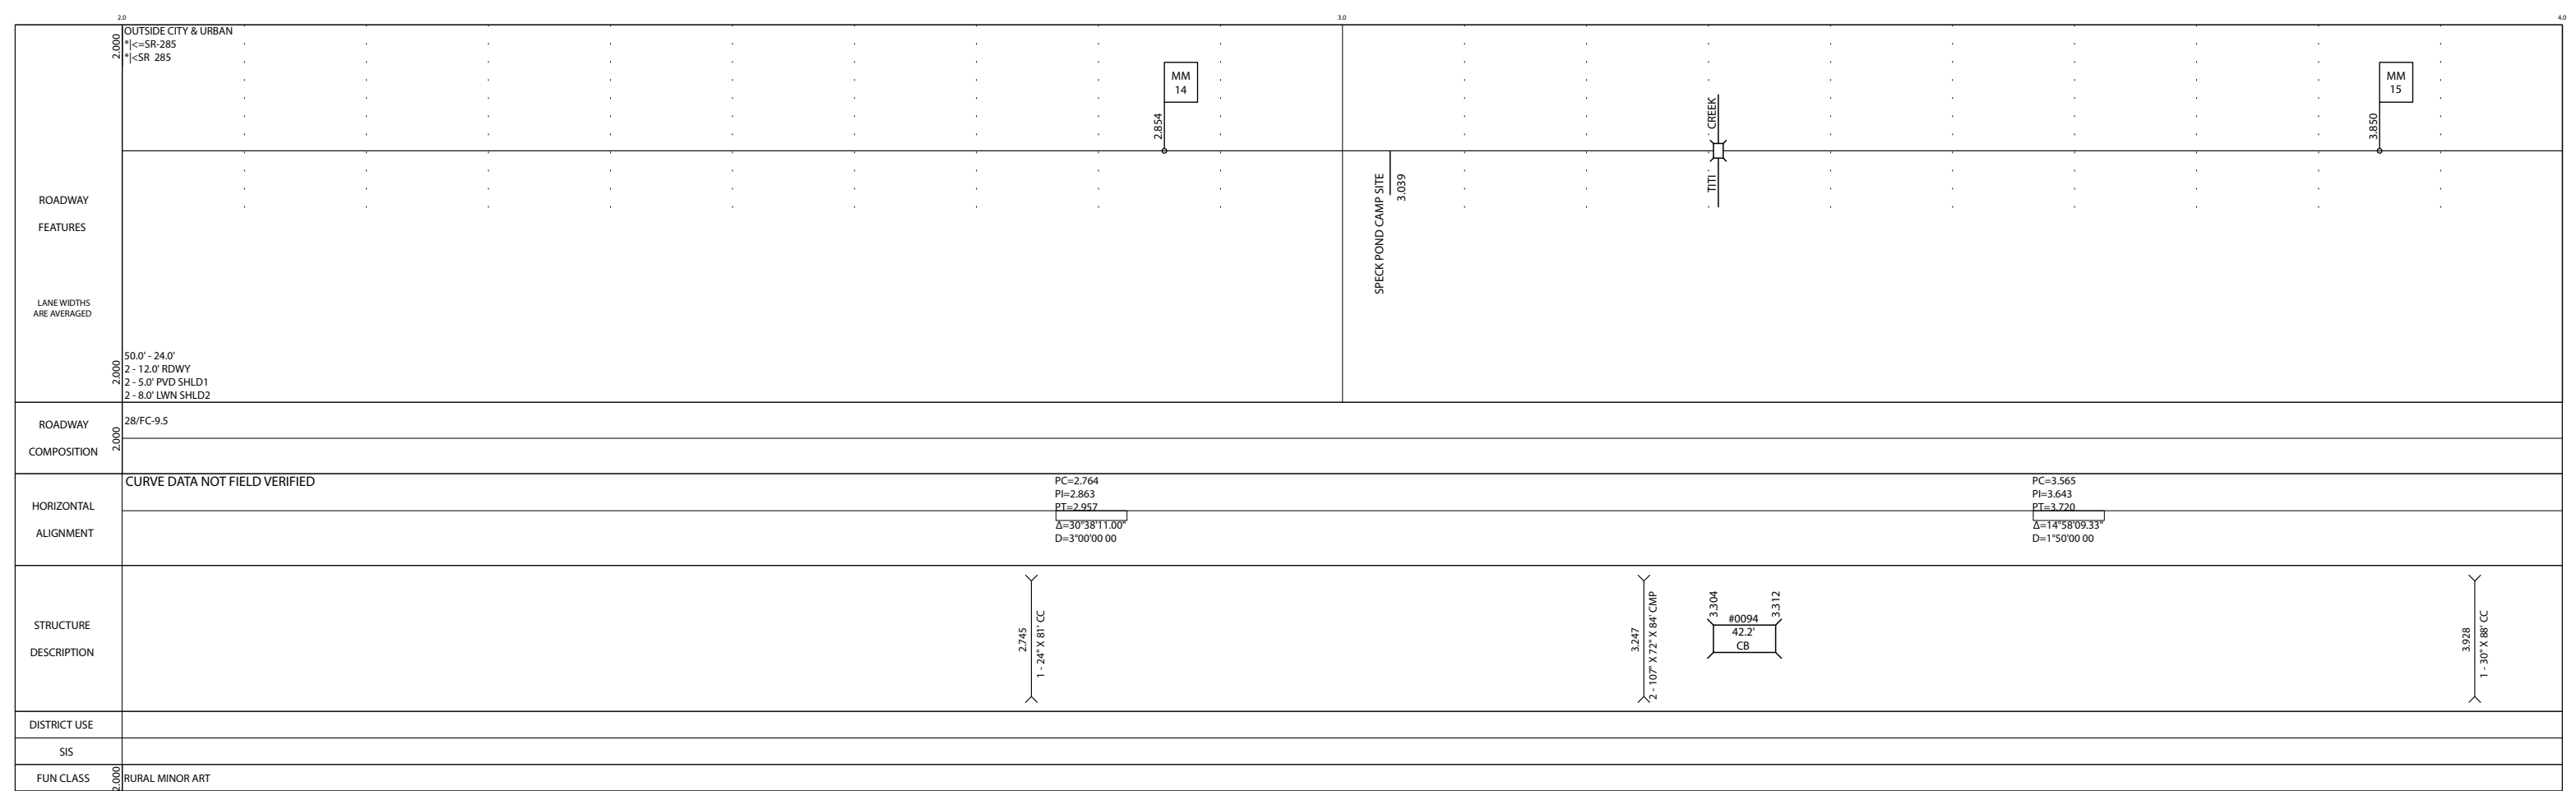 2.0
3.0
4.0
2.000
OUTSIDE CITY & URBAN
*|<=SR-285
*|<SR 285
MM
14
2.854
SPECK POND CAMP SITE
3.039
TITI CREEK
MM
15
3.850
ROADWAY
FEATURES
LANE WIDTHS
ARE AVERAGED
2.000
50.0' - 24.0'
2 - 12.0' RDWY
2 - 5.0' PVD SHLD1
2 - 8.0' LWN SHLD2
ROADWAY
COMPOSITION
2.000
28/FC-9.5
HORIZONTAL
ALIGNMENT
CURVE DATA NOT FIELD VERIFIED
PC=2.764
PI=2.863
PT=2.957
Δ=30°38'11.00"
D=3°00'00 00
PC=3.565
PI=3.643
PT=3.720
Δ=14°58'09.33"
D=1°50'00 00
STRUCTURE
DESCRIPTION
2.745
1 - 24" X 81' CC
3.247
2 - 107" X 72" X 84' CMP
3.304
3.312
#0094
42.2'
CB
3.928
1 - 30" X 88' CC
DISTRICT USE
SIS
FUN CLASS
2.000
RURAL MINOR ART